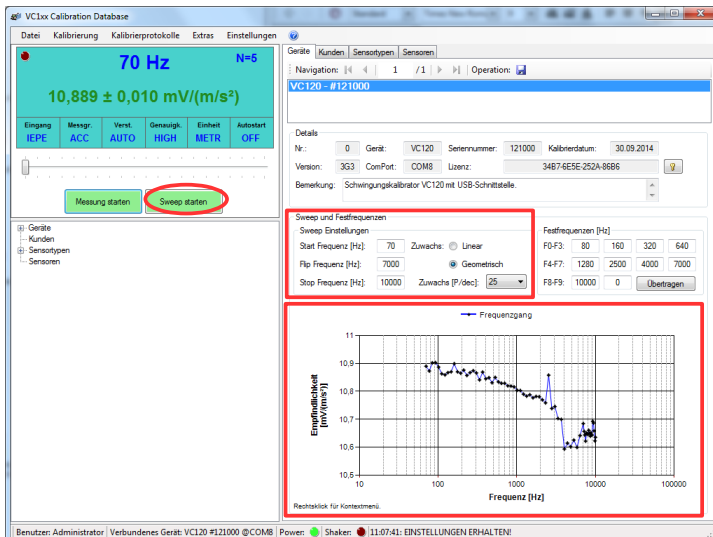 VC1xx Calibration Database
Datei Kalibrierung Kalibrierprotokolle Extras Einstellungen
70 Hz N=5
10,889 ± 0,010 mV/(m/s²)
Eingang Messgr. Verst. Genauigk. Einheit Autostart
IEPE ACC AUTO HIGH METR OFF
Messung starten Sweep starten
Geräte
Kunden
Sensortypen
Sensoren
Geräte Kunden Sensortypen Sensoren
Navigation: 1 /1 Operation:
VC120 - #121000
Details
Nr.: 0 Gerät: VC120 Seriennummer: 121000 Kalibrierdatum: 30.09.2014
Version: 3G3 ComPort: COM8 Lizenz: 34B7-6E5E-252A-86B6
Bemerkung: Schwingungskalibrator VC120 mit USB-Schnittstelle.
Sweep und Festfrequenzen
Sweep Einstellungen Festfrequenzen [Hz]
Start Frequenz [Hz]: 70 Zuwachs: Linear F0-F3: 80 160 320 640
Flip Frequenz [Hz]: 7000 Geometrisch F4-F7: 1280 2500 4000 7000
Stop Frequenz [Hz]: 10000 Zuwachs [P/dec]: 25 F8-F9: 10000 0 Übertragen
Frequenzgang
Empfindlichkeit
[mV/(m/s²)]
11
10,9
10,8
10,7
10,6
10,5
10 100 1000 10000 100000
Frequenz [Hz]
Rechtsklick für Kontextmenü.
Benutzer: Administrator Verbundenes Gerät: VC120 #121000 @COM8 Power: Shaker: 11:07:41: EINSTELLUNGEN ERHALTEN!